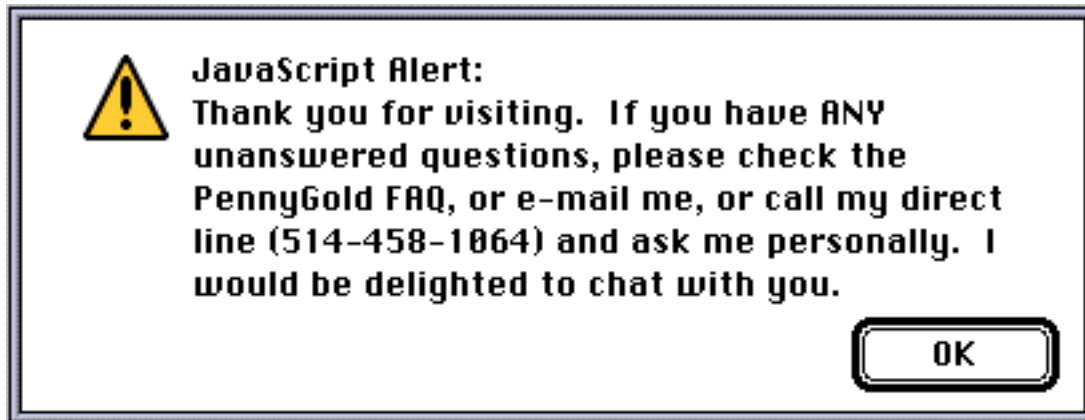 JavaScript Alert:
Thank you for visiting.  If you have ANY
unanswered questions, please check the
PennyGold FAQ, or e-mail me, or call my direct
line (514-458-1064) and ask me personally.  I
would be delighted to chat with you.
OK